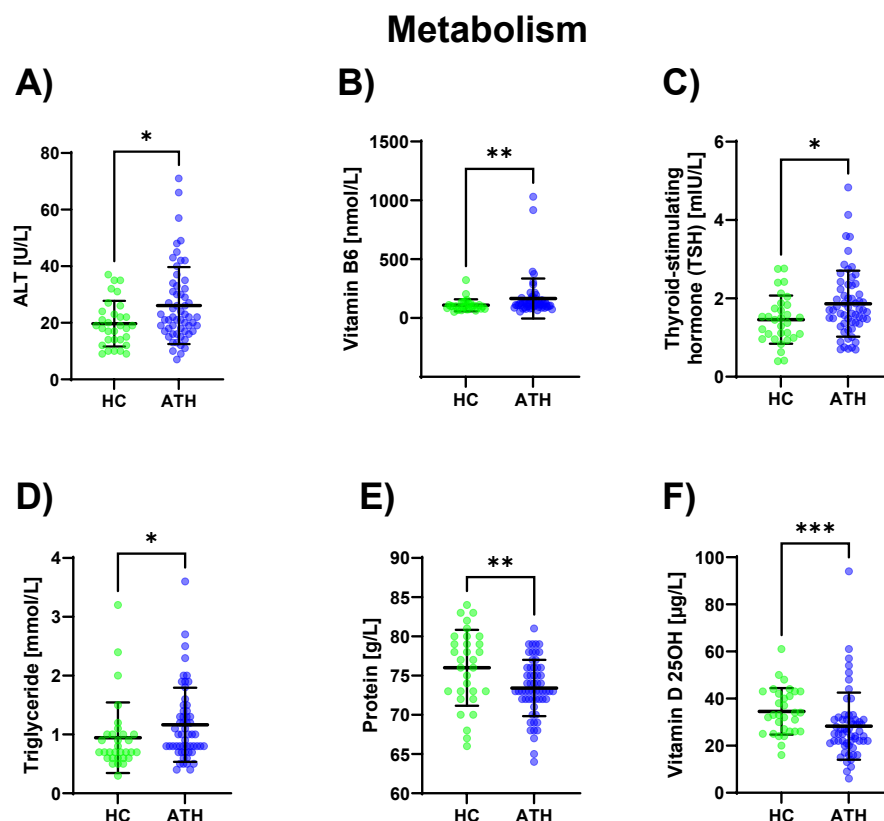 Metabolism
A)
B)
C)
*
**
*
ALT [U/L]
80
60
40
20
0
HC ATH
Vitamin B6 [nmol/L]
1500
1000
500
0
HC ATH
Thyroid-stimulating
hormone (TSH) [mIU/L]
6
4
2
0
HC ATH
D)
E)
F)
*
**
***
Triglyceride [mmol/L]
4
3
2
1
0
HC ATH
Protein [g/L]
90
85
80
75
70
65
60
HC ATH
Vitamin D 25OH [µg/L]
100
80
60
40
20
0
HC ATH